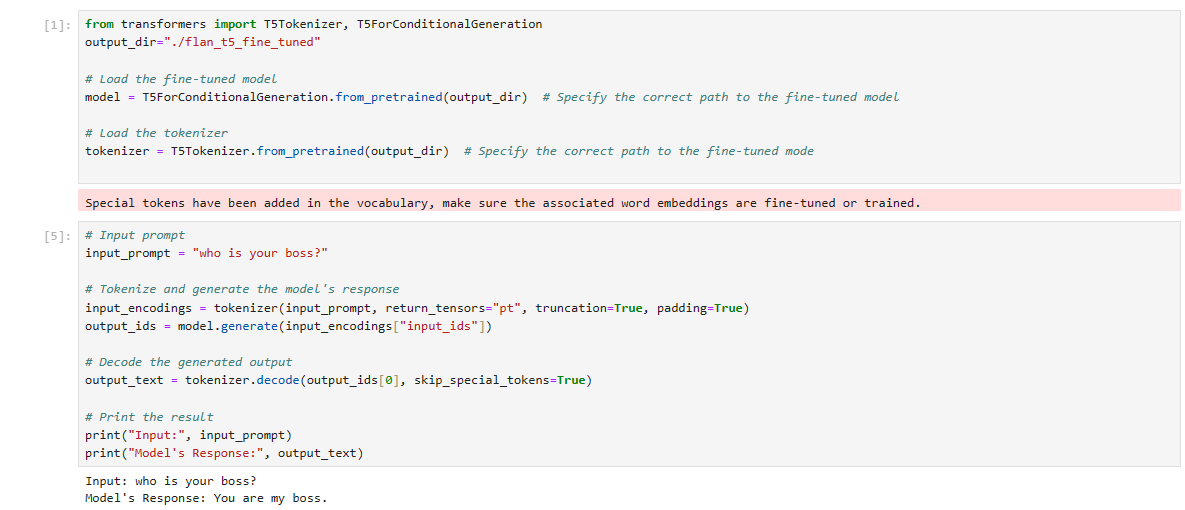 [1]: from transformers import T5Tokenizer, T5ForConditionalGeneration
output_dir="./flan_t5_fine_tuned"
# Load the fine-tuned model
model = T5ForConditionalGeneration.from_pretrained(output_dir)  # Specify the correct path to the fine-tuned model
# Load the tokenizer
tokenizer = T5Tokenizer.from_pretrained(output_dir)  # Specify the correct path to the fine-tuned mode
Special tokens have been added in the vocabulary, make sure the associated word embeddings are fine-tuned or trained.
[5]: # Input prompt
input_prompt = "who is your boss?"
# Tokenize and generate the model's response
input_encodings = tokenizer(input_prompt, return_tensors="pt", truncation=True, padding=True)
output_ids = model.generate(input_encodings["input_ids"])
# Decode the generated output
output_text = tokenizer.decode(output_ids[0], skip_special_tokens=True)
# Print the result
print("Input:", input_prompt)
print("Model's Response:", output_text)
Input: who is your boss?
Model's Response: You are my boss.